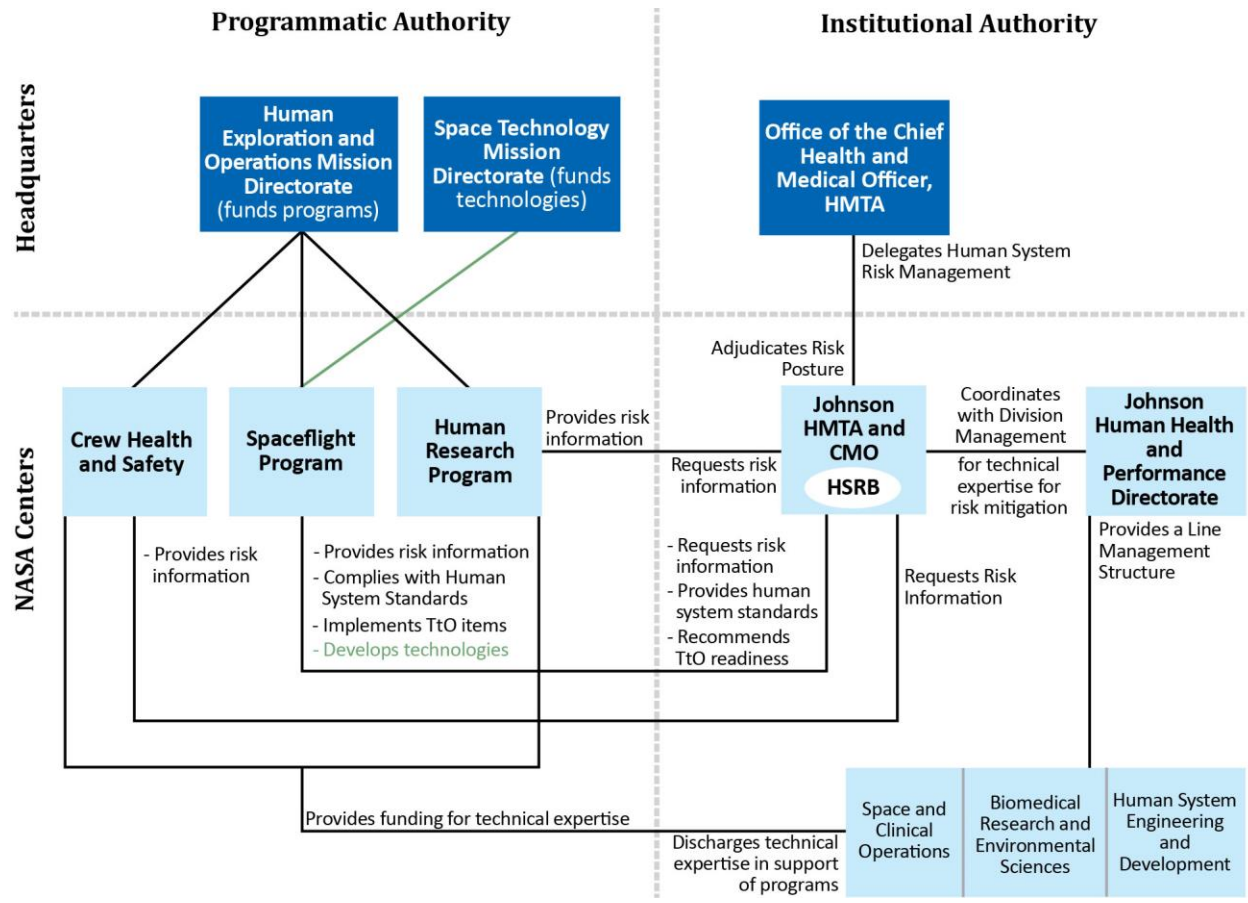 Programmatic Authority
Institutional Authority
Headquarters
Human
Exploration and
Operations Mission
Directorate
(funds programs)
Space Technology
Mission
Directorate (funds
technologies)
Office of the Chief
Health and
Medical Officer,
HMTA
Delegates Human System
Risk Management
NASA Centers
Adjudicates Risk
Posture
Crew Health
and Safety
Spaceflight
Program
Human
Research
Program
Provides risk
information
Requests risk
information
Johnson
HMTA and
CMO
HSRB
Coordinates
with Division
Management
for technical
expertise for
risk mitigation
Johnson
Human Health
and
Performance
Directorate
- Provides risk
information
- Provides risk information
- Complies with Human
System Standards
- Implements TtO items
- Develops technologies
- Requests risk
information
- Provides human
system standards
- Recommends
TtO readiness
Requests Risk
Information
Provides a Line
Management
Structure
Provides funding for technical expertise
Discharges technical
expertise in support
of programs
Space and
Clinical
Operations
Biomedical
Research and
Environmental
Sciences
Human System
Engineering
and
Development